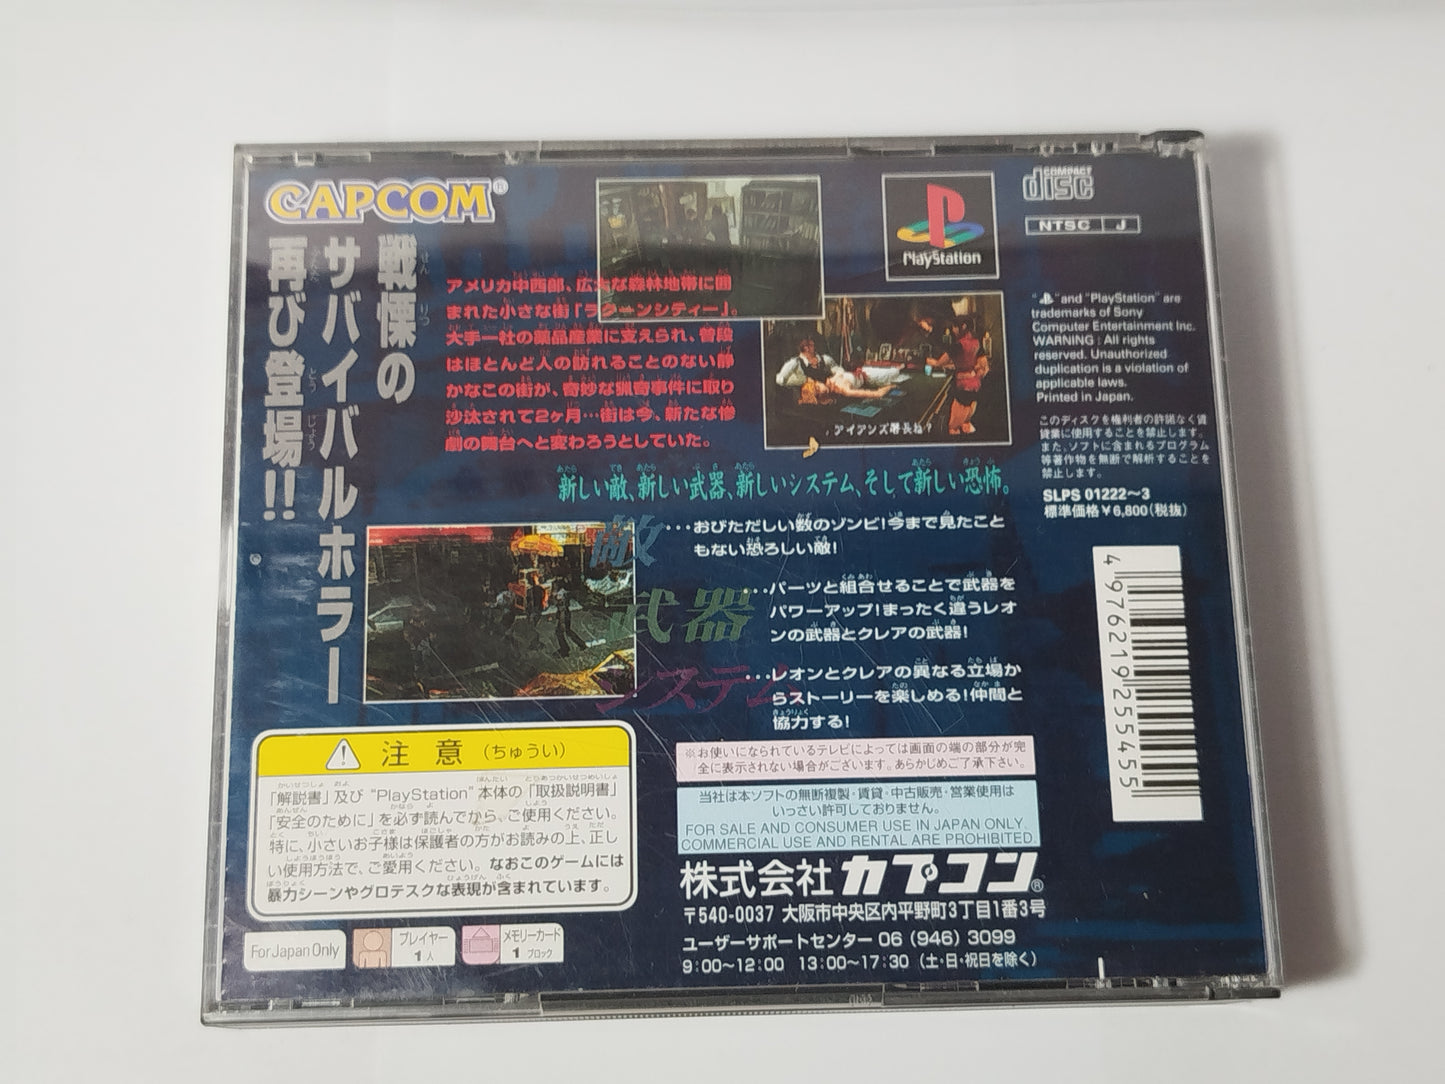 CAPCOM®
戦慄の
サバイバルホラー
再び登場!!
アメリカ中西部、広大な森林地帯に囲
まれた小さな街「ラクーンシティー」。
大手一社の薬品産業に支えられ、普段
はほとんど人の訪れることのない静
かなこの街が、奇妙な猟奇事件に取り
沙汰されて2ヶ月…街は今、新たな惨
劇の舞台へと変わろうとしていた。
PlayStation
COMPACT
disc
NTSC J
アイアンズ署長ね?
" " and "PlayStation" are
trademarks of Sony
Computer Entertainment Inc.
WARNING : All rights
reserved. Unauthorized
duplication is a violation of
applicable laws.
Printed in Japan.
このディスクを権利者の許諾なく賃
貸業に使用することを禁止します。
また、ソフトに含まれるプログラム
等著作物を無断で解析することを
禁止します。
SLPS 01222〜3
標準価格¥6,800(税抜)
新しい敵、新しい武器、新しいシステム、そして新しい恐怖。
敵
…おびただしい数のゾンビ!今まで見たこと
もない恐ろしい敵!
武器
…パーツと組合せることで武器を
パワーアップ!まったく違うレオ
ンの武器とクレアの武器!
システム
…レオンとクレアの異なる立場か
らストーリーを楽しめる!仲間と
協力する!
4976219255455
注意(ちゅうい)
「解説書」及び "PlayStation" 本体の「取扱説明書」
「安全のために」を必ず読んでから、ご使用ください。
特に、小さいお子様は保護者の方がお読みの上、正し
い使用方法で、ご愛用ください。なおこのゲームには
暴力シーンやグロテスクな表現が含まれています。
※お使いになられているテレビによっては画面の端の部分が完
全に表示されない場合がございます。あらかじめご了承下さい。
当社は本ソフトの無断複製・賃貸・中古販売・営業使用は
いっさい許可しておりません。
FOR SALE AND CONSUMER USE IN JAPAN ONLY.
COMMERCIAL USE AND RENTAL ARE PROHIBITED.
株式会社カプコン®
〒540-0037 大阪市中央区内平野町3丁目1番3号
ユーザーサポートセンター 06 (946) 3099
9:00〜12:00 13:00〜17:30 (土・日・祝日を除く)
For Japan Only
プレイヤー
1人
メモリーカード
1 ブロック